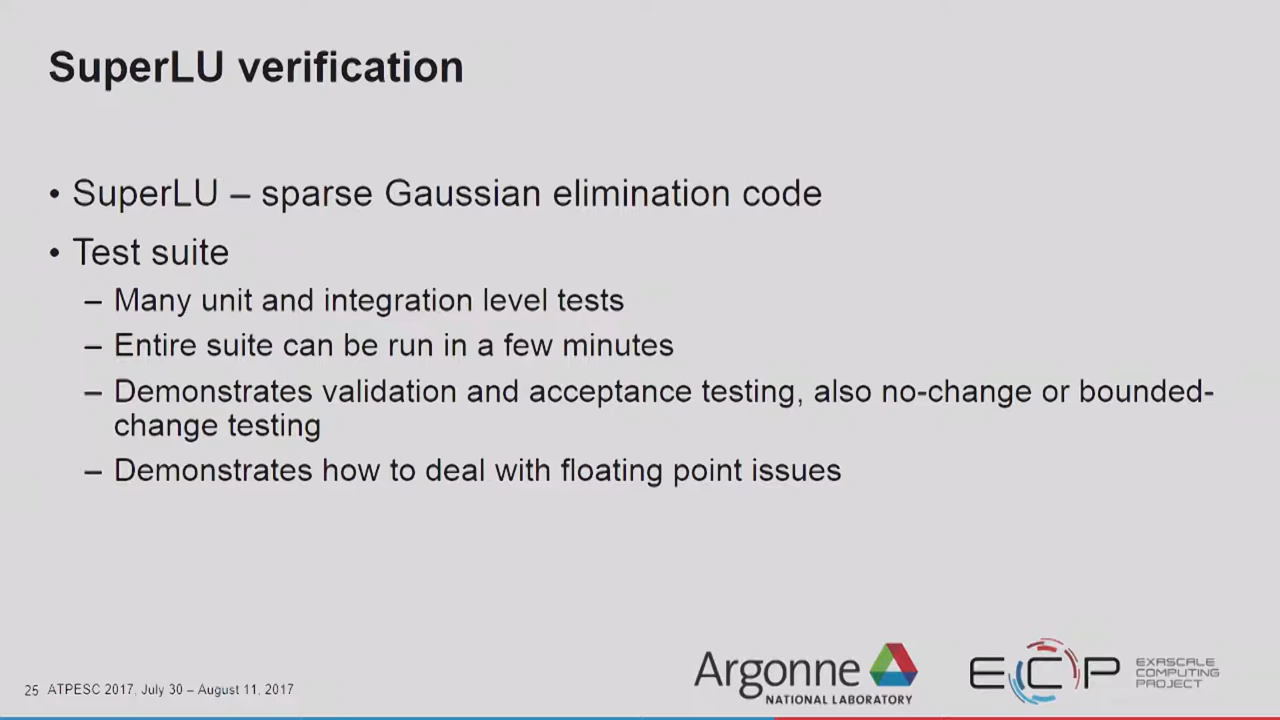 SuperLU verification
• SuperLU – sparse Gaussian elimination code
• Test suite
– Many unit and integration level tests
– Entire suite can be run in a few minutes
– Demonstrates validation and acceptance testing, also no-change or bounded-
change testing
– Demonstrates how to deal with floating point issues
25 ATPESC 2017, July 30 – August 11, 2017
Argonne
NATIONAL LABORATORY
ECP
EXASCALE
COMPUTING
PROJECT